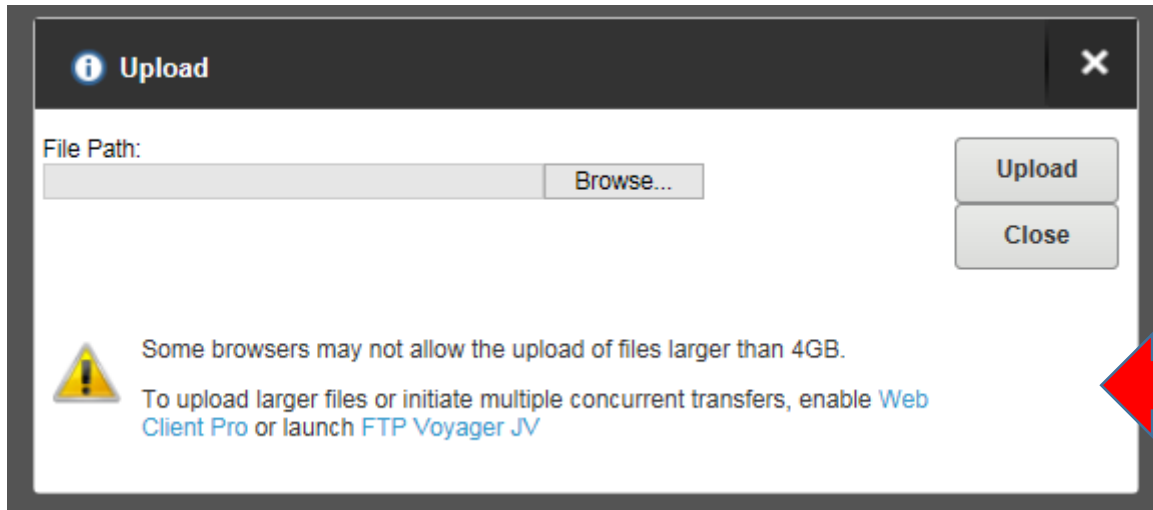 Upload
File Path:
Browse...
Upload
Close
Some browsers may not allow the upload of files larger than 4GB.
To upload larger files or initiate multiple concurrent transfers, enable Web
Client Pro or launch FTP Voyager JV